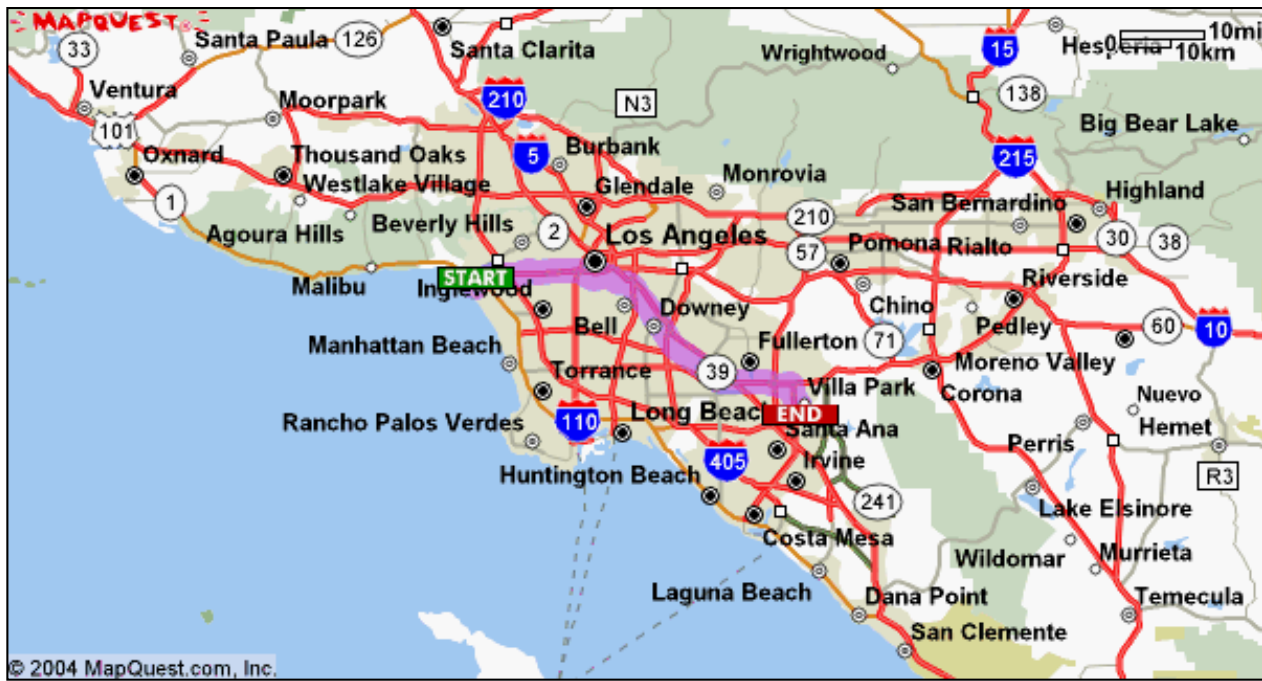 MAPQUEST
33
Santa Paula
126
Santa Clarita
Wrightwood
15
Hesperia
0
10mi
10km
Ventura
Moorpark
210
N3
138
101
Big Bear Lake
Oxnard
Thousand Oaks
5
Burbank
Monrovia
215
Westlake Village
Glendale
San Bernardino
Highland
1
Agoura Hills
Beverly Hills
2
Los Angeles
210
57
Pomona
Rialto
30
38
Malibu
START
Inglewood
Riverside
Bell
Downey
Chino
Pedley
60
10
Manhattan Beach
Fullerton
71
Moreno Valley
Torrance
39
Villa Park
Corona
Nuevo
Rancho Palos Verdes
110
Long Beach
END
Santa Ana
Perris
Hemet
Huntington Beach
405
Irvine
R3
241
Lake Elsinore
Costa Mesa
Wildomar
Murrieta
Laguna Beach
Dana Point
Temecula
San Clemente
© 2004 MapQuest.com, Inc.